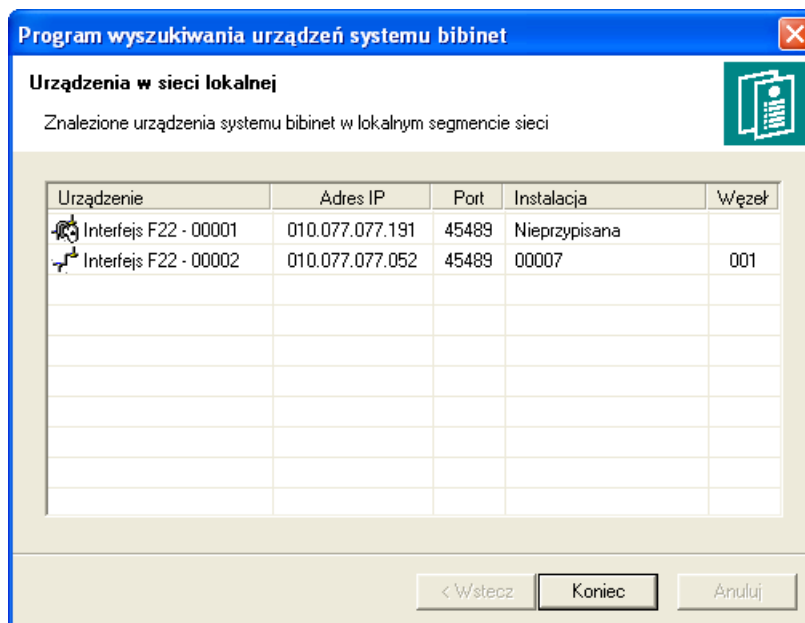 Program wyszukiwania urządzeń systemu bibinet
Urządzenia w sieci lokalnej
Znalezione urządzenia systemu bibinet w lokalnym segmencie sieci
Urządzenie Adres IP Port Instalacja Węzeł
Interfejs F22 - 00001 010.077.077.191 45489 Nieprzypisana
Interfejs F22 - 00002 010.077.077.052 45489 00007 001
< Wstecz Koniec Anuluj